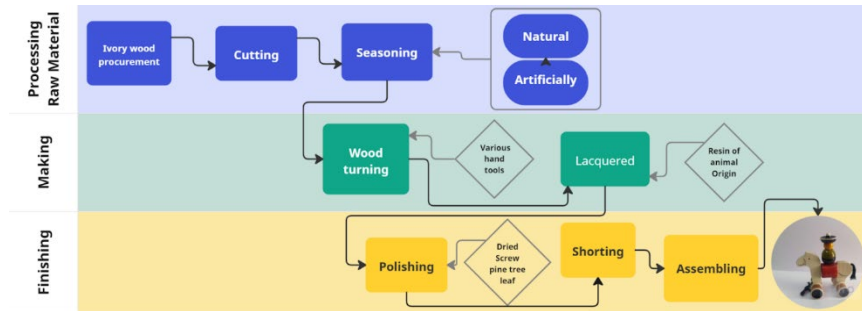 Processing
Raw Material
Ivory wood
procurement
Cutting
Seasoning
Natural
Artificially
Making
Wood
turning
Various
hand
tools
Lacquered
Resin of
animal
Origin
Finishing
Polishing
Dried
Screw
pine tree
leaf
Shorting
Assembling